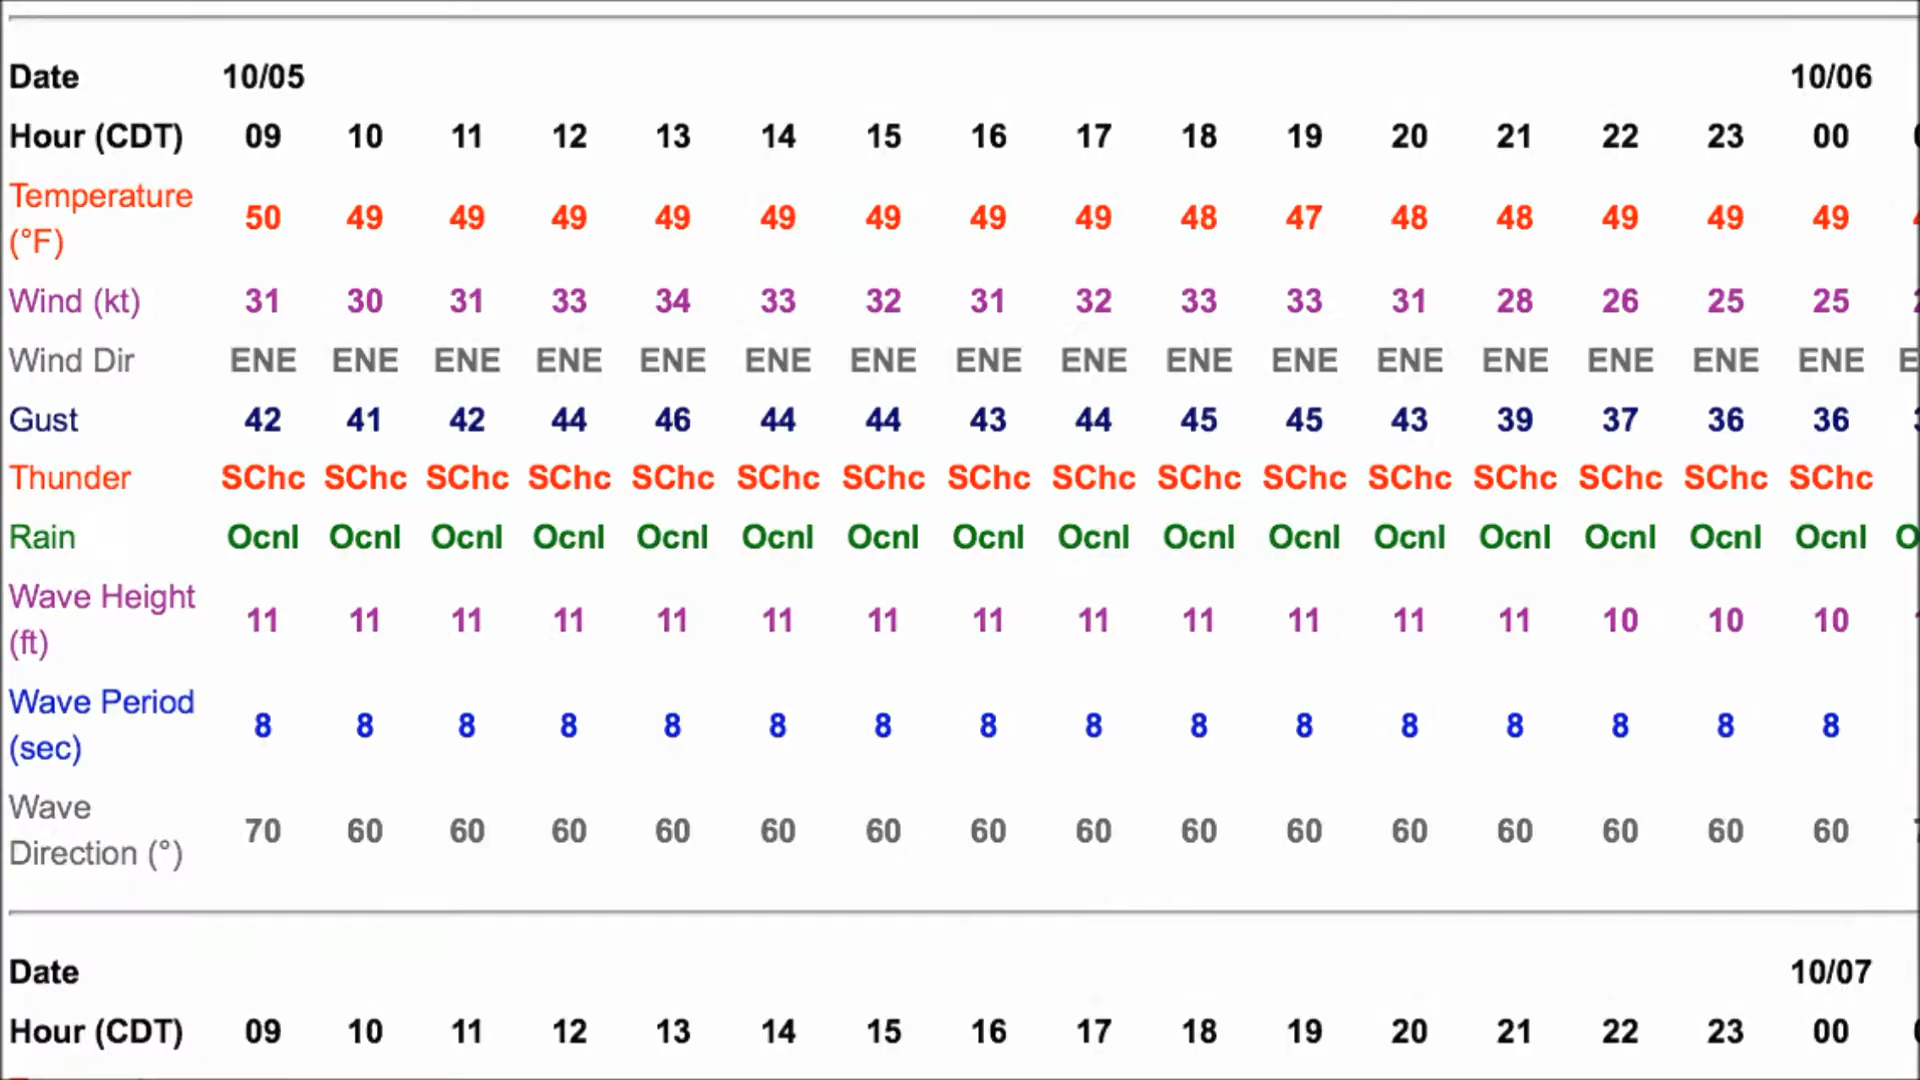 Date 10/05 10/06
Hour (CDT) 09 10 11 12 13 14 15 16 17 18 19 20 21 22 23 00
Temperature
(°F) 50 49 49 49 49 49 49 49 49 48 47 48 48 49 49 49
Wind (kt) 31 30 31 33 34 33 32 31 32 33 33 31 28 26 25 25
Wind Dir ENE ENE ENE ENE ENE ENE ENE ENE ENE ENE ENE ENE ENE ENE ENE ENE
Gust 42 41 42 44 46 44 44 43 44 45 45 43 39 37 36 36
Thunder SChc SChc SChc SChc SChc SChc SChc SChc SChc SChc SChc SChc SChc SChc SChc SChc
Rain Ocnl Ocnl Ocnl Ocnl Ocnl Ocnl Ocnl Ocnl Ocnl Ocnl Ocnl Ocnl Ocnl Ocnl Ocnl Ocnl
Wave Height
(ft) 11 11 11 11 11 11 11 11 11 11 11 11 11 10 10 10
Wave Period
(sec) 8 8 8 8 8 8 8 8 8 8 8 8 8 8 8 8
Wave
Direction (°) 70 60 60 60 60 60 60 60 60 60 60 60 60 60 60 60
Date 10/07
Hour (CDT) 09 10 11 12 13 14 15 16 17 18 19 20 21 22 23 00